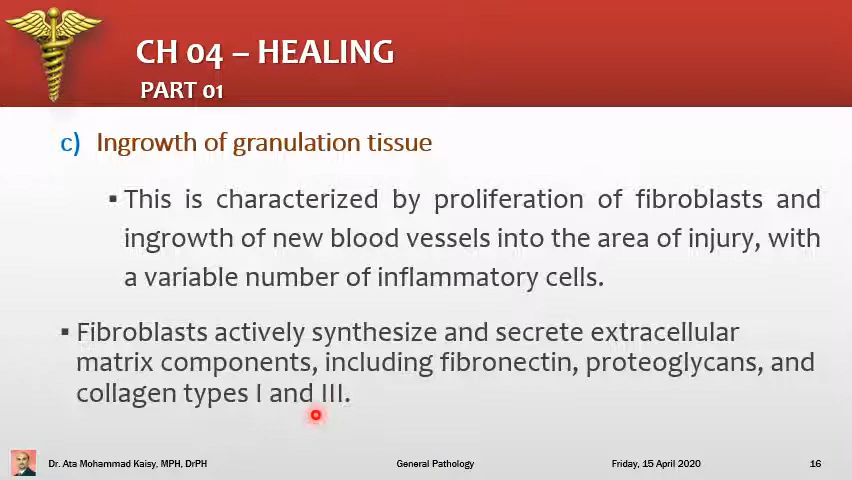 CH 04 – HEALING
PART 01
c) Ingrowth of granulation tissue
▪ This is characterized by proliferation of fibroblasts and
ingrowth of new blood vessels into the area of injury, with
a variable number of inflammatory cells.
▪ Fibroblasts actively synthesize and secrete extracellular
matrix components, including fibronectin, proteoglycans, and
collagen types I and III.
Dr. Ata Mohammad Kaisy, MPH, DrPH General Pathology Friday, 15 April 2020 16